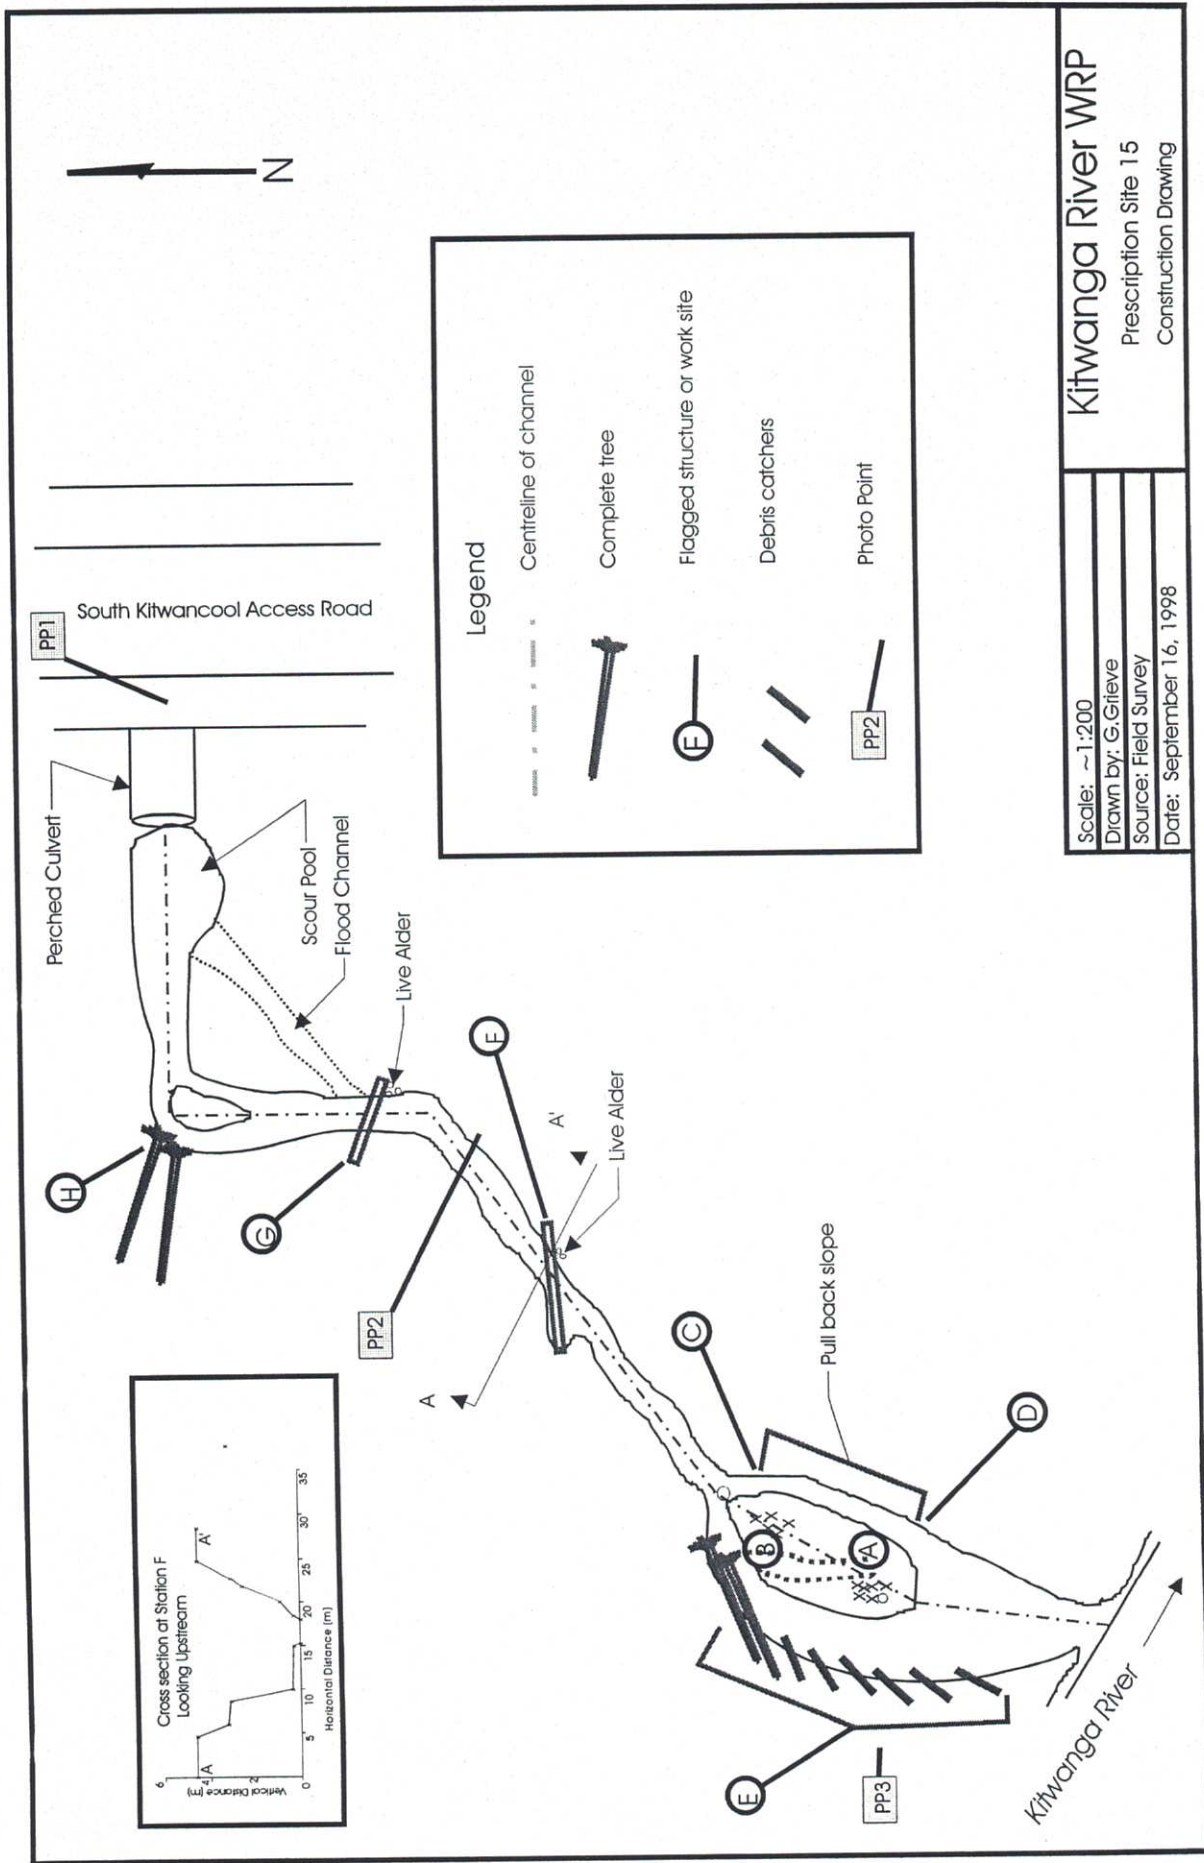 Perched Culvert
PP1
South Kitwancool Access Road
N
Scour Pool
Flood Channel
Live Alder
H
G
PP2
F
A
A'
Live Alder
Cross section at Station F
Looking Upstream
Vertical Distance (m)
6
4
2
0
A
A'
5
10
15
20
25
30
35
Horizontal Distance (m)
Legend
Centreline of channel
Complete tree
F
Flagged structure or work site
Debris catchers
PP2
Photo Point
C
Pull back slope
D
B
A
E
PP3
Kitwanga River
Scale: ~1:200
Drawn by: G.Grieve
Source: Field Survey
Date: September 16, 1998
Kitwanga River WRP
Prescription Site 15
Construction Drawing